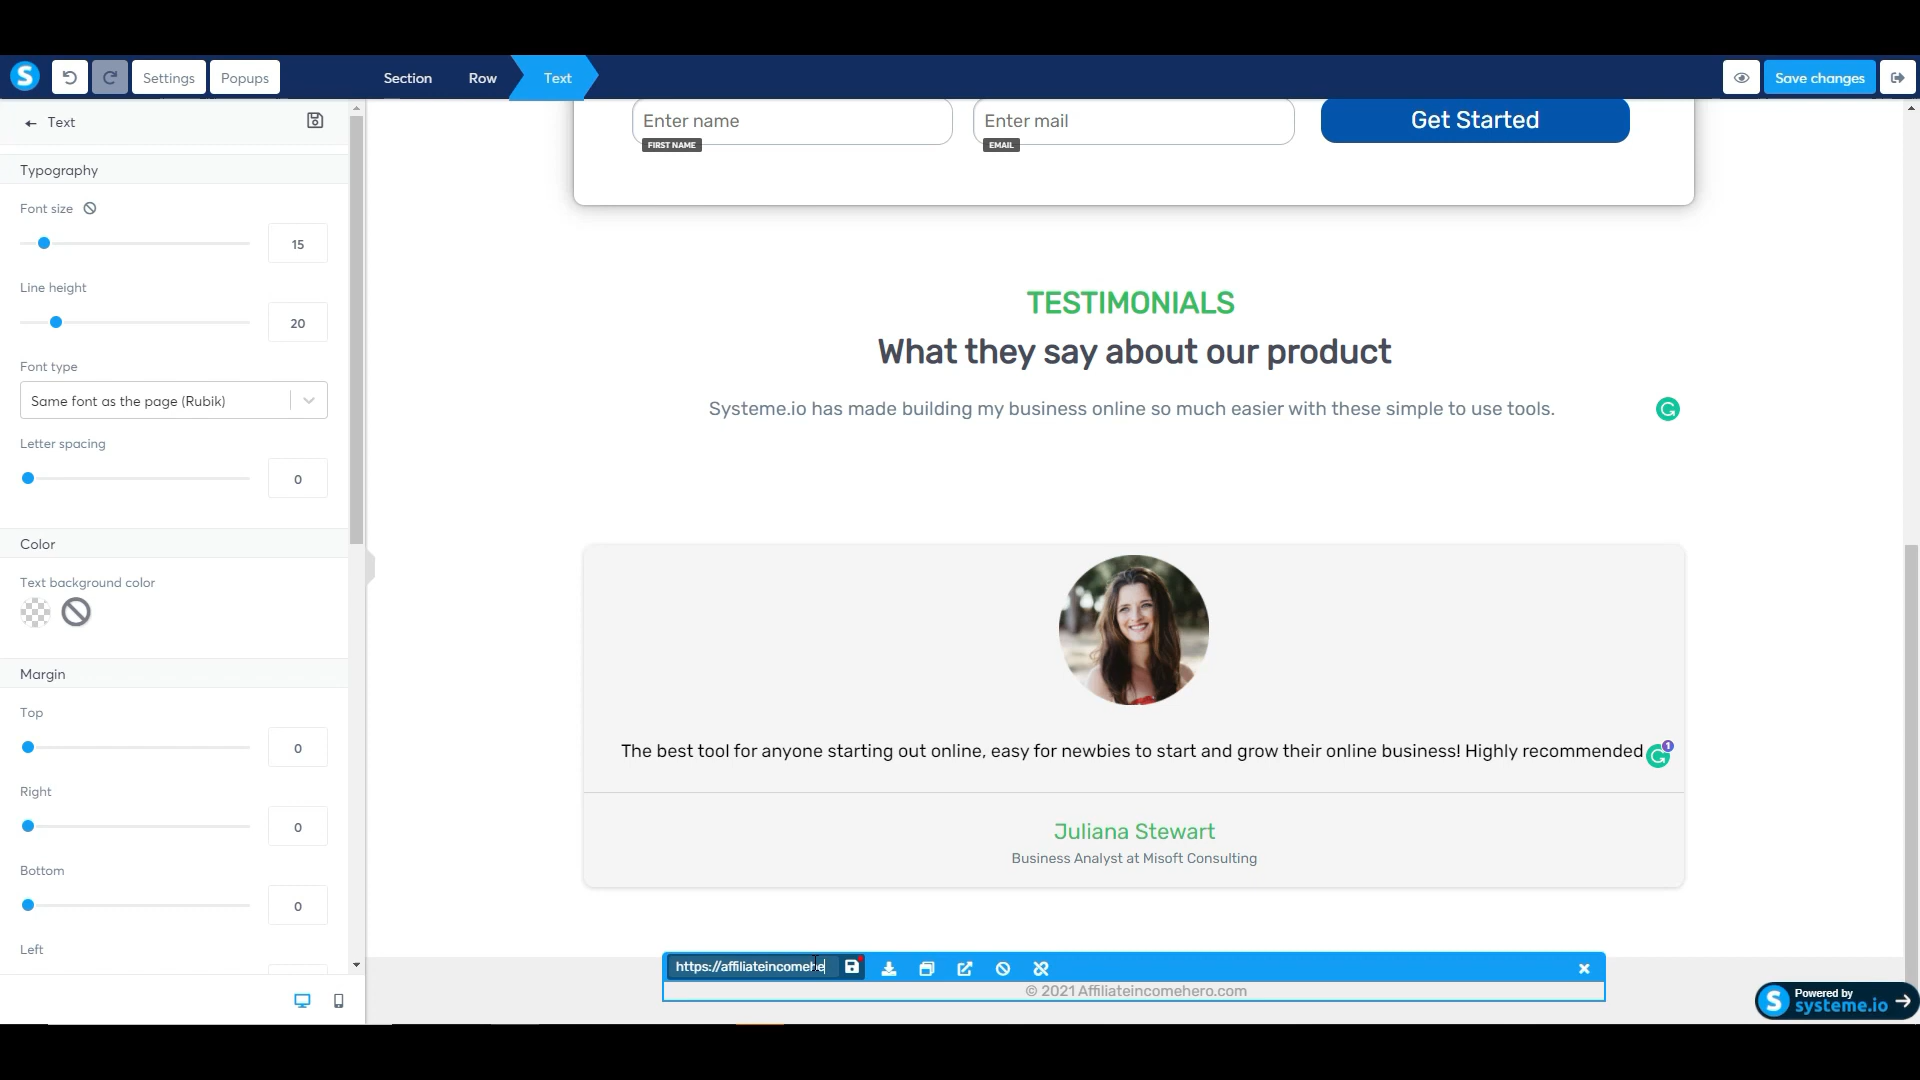 S
Settings
Popups
Section
Row
Text
Save changes
Text
Typography
Font size
15
Line height
20
Font type
Same font as the page (Rubik)
Letter spacing
0
Color
Text background color
Margin
Top
0
Right
0
Bottom
0
Left
Enter name
FIRST NAME
Enter mail
EMAIL
Get Started
TESTIMONIALS
What they say about our product
Systeme.io has made building my business online so much easier with these simple to use tools.
The best tool for anyone starting out online, easy for newbies to start and grow their online business! Highly recommended
1
Juliana Stewart
Business Analyst at Misoft Consulting
https://affiliateincomehe
© 2021 Affiliateincomehero.com
S
Powered by
systeme.io